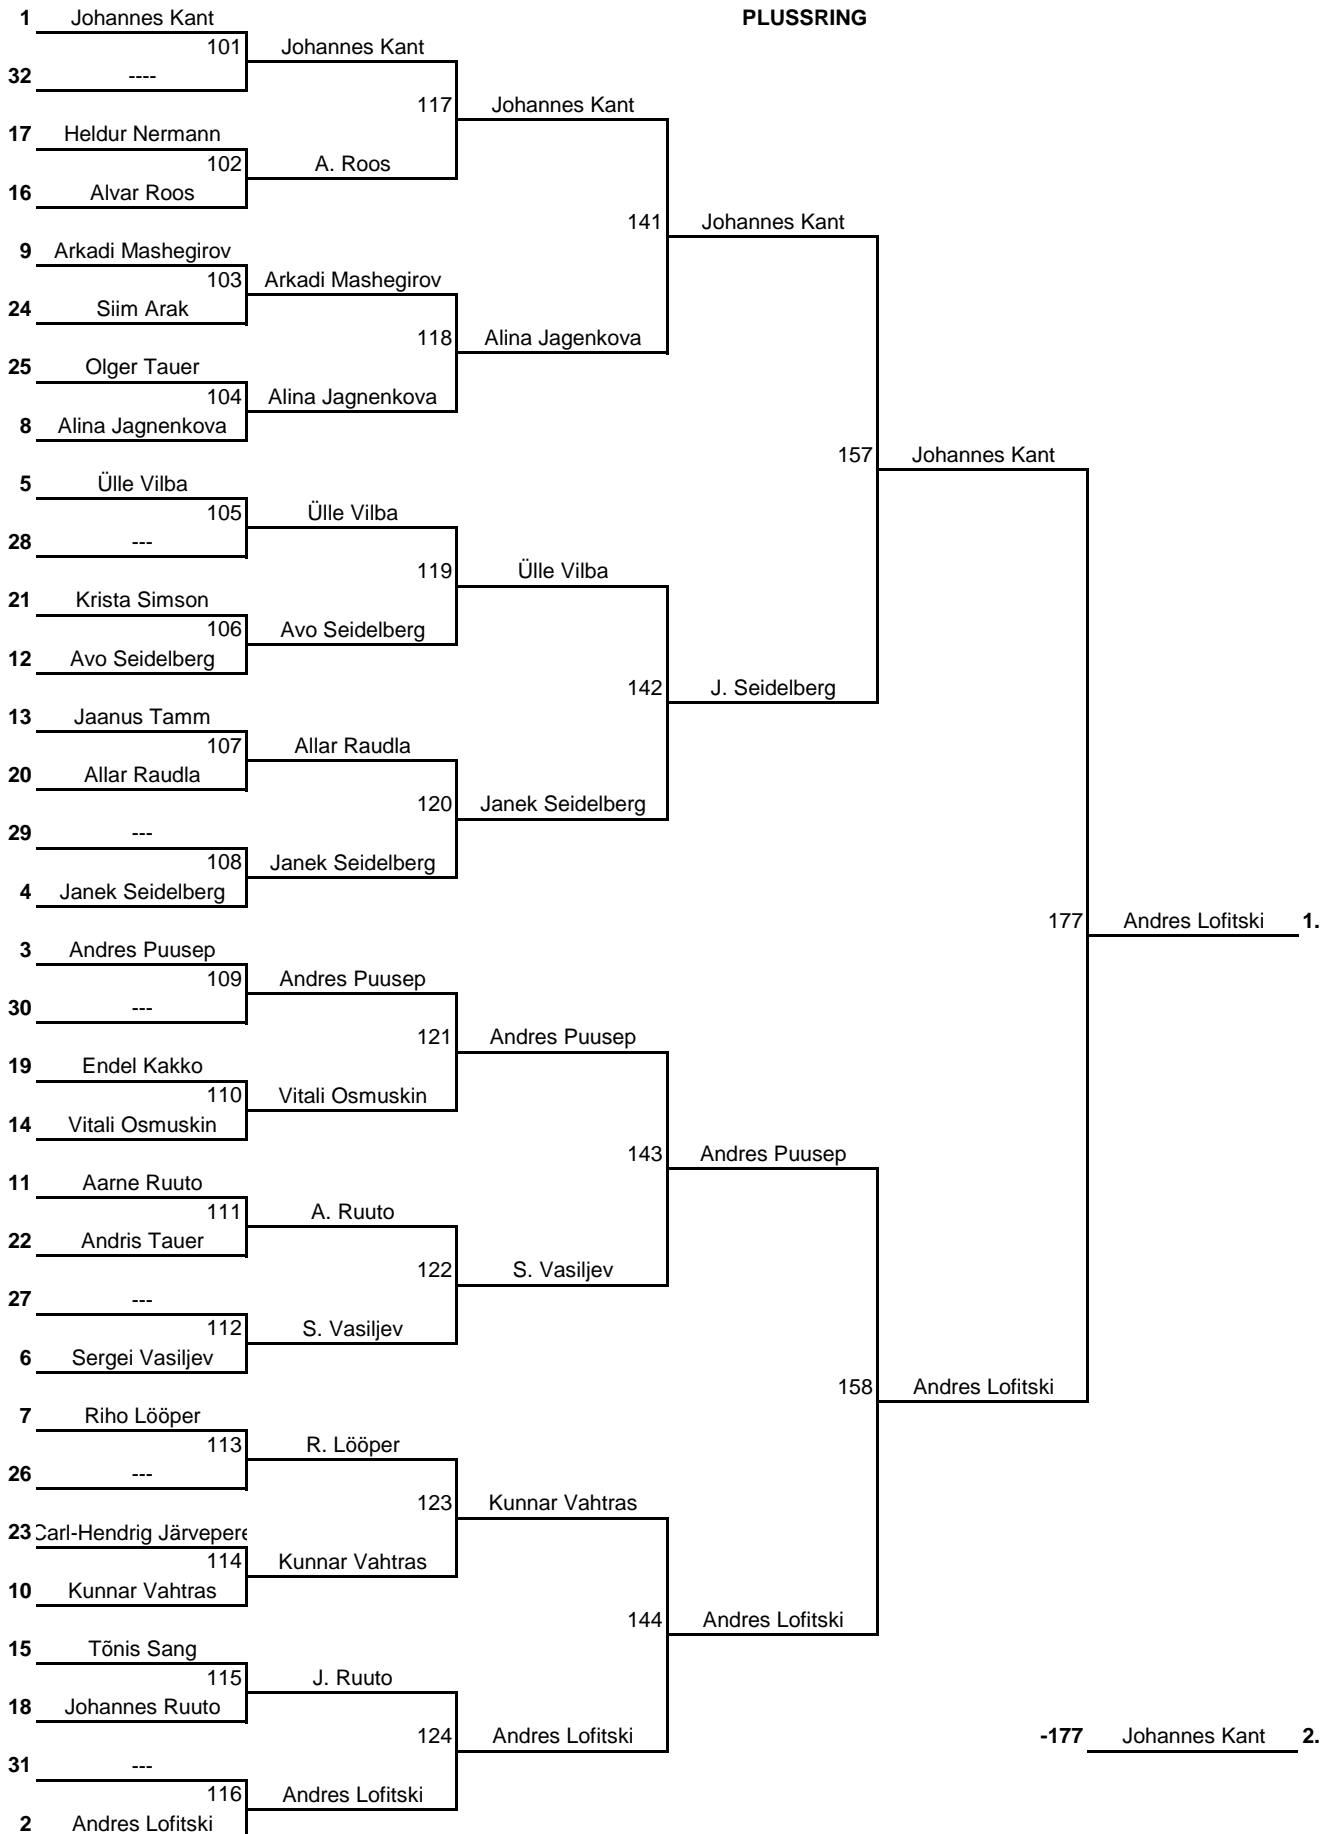 PLUSSRING
1 Johannes Kant
101 Johannes Kant
32 ----
117 Johannes Kant
17 Heldur Nermann
102 A. Roos
16 Alvar Roos
141 Johannes Kant
9 Arkadi Mashegirov
103 Arkadi Mashegirov
24 Siim Arak
118 Alina Jagenkova
25 Olger Tauer
104 Alina Jagnenkova
8 Alina Jagnenkova
157 Johannes Kant
5 Ülle Vilba
105 Ülle Vilba
28 ---
119 Ülle Vilba
21 Krista Simson
106 Avo Seidelberg
12 Avo Seidelberg
142 J. Seidelberg
13 Jaanus Tamm
107 Allar Raudla
20 Allar Raudla
120 Janek Seidelberg
29 ---
108 Janek Seidelberg
4 Janek Seidelberg
177 Andres Lofitski 1.
3 Andres Puusep
109 Andres Puusep
30 ---
121 Andres Puusep
19 Endel Kakko
110 Vitali Osmuskin
14 Vitali Osmuskin
143 Andres Puusep
11 Aarne Ruuto
111 A. Ruuto
22 Andris Tauer
122 S. Vasiljev
27 ---
112 S. Vasiljev
6 Sergei Vasiljev
158 Andres Lofitski
7 Riho Lööper
113 R. Lööper
26 ---
123 Kunnar Vahtras
23 Carl-Hendrig Järvepere
114 Kunnar Vahtras
10 Kunnar Vahtras
144 Andres Lofitski
15 Tõnis Sang
115 J. Ruuto
18 Johannes Ruuto
124 Andres Lofitski
-177 Johannes Kant 2.
31 ---
116 Andres Lofitski
2 Andres Lofitski